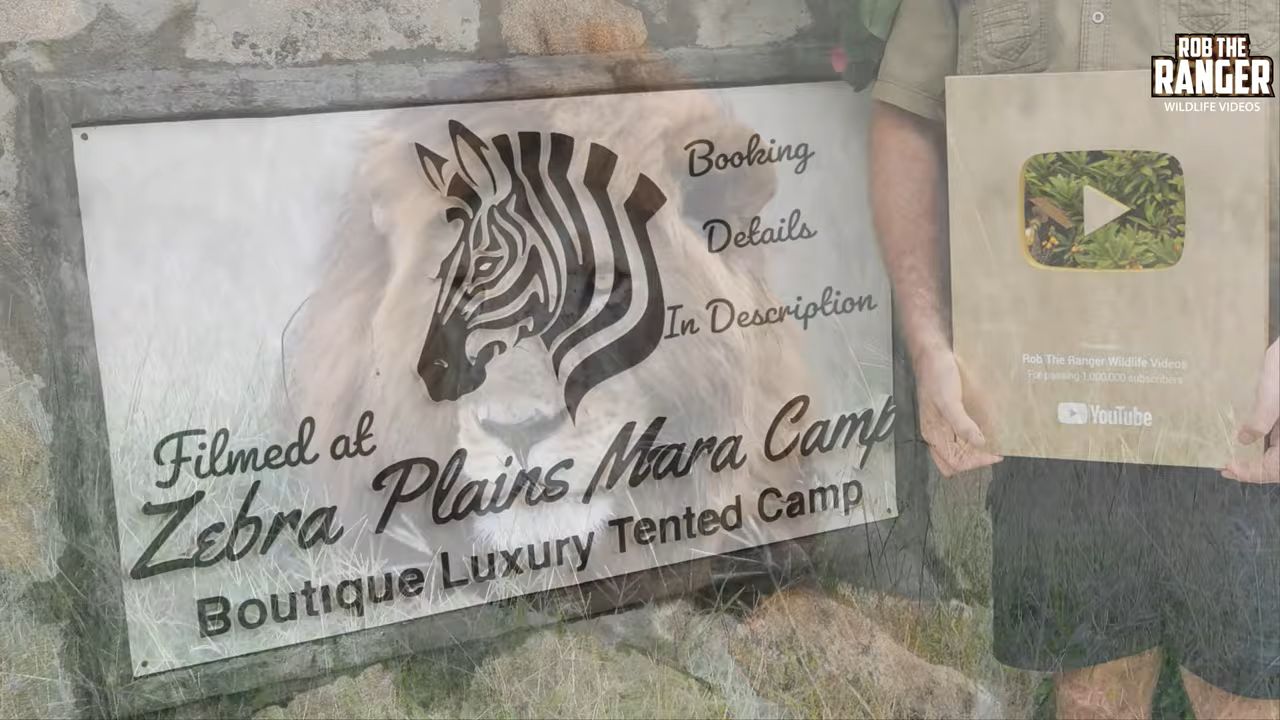 ROB THE
RANGER
WILDLIFE VIDEOS
Booking
Details
In Description
Filmed at
Zebra Plains Mara Camp
Boutique Luxury Tented Camp
Rob The Ranger Wildlife Videos
For passing 1,000,000 subscribers
YouTube